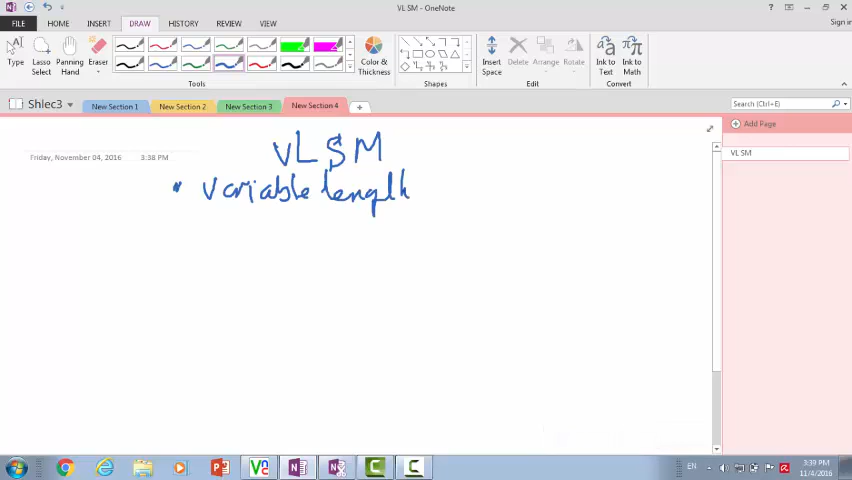 VL SM - OneNote
? 
Sign in
FILE HOME INSERT DRAW HISTORY REVIEW VIEW
Type
Lasso Select
Panning Hand
Eraser
Color & Thickness
Insert Space
Delete
Arrange
Rotate
Ink to Text
Ink to Math
Tools
Shapes
Edit
Convert
Shlec3
New Section 1
New Section 2
New Section 3
New Section 4
Search (Ctrl+E)
Add Page
VL SM
VLSM
Friday, November 04, 2016 3:38 PM
Variable length
EN
3:39 PM
11/4/2016